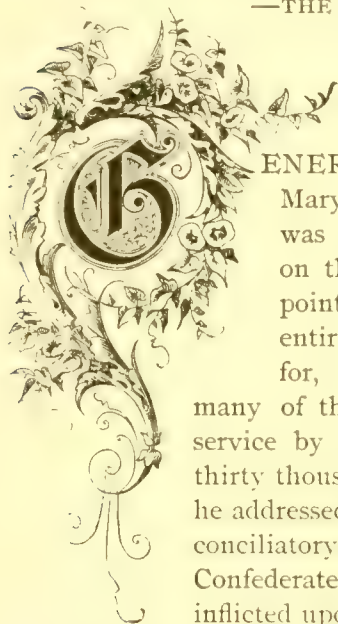 —THE
G
ENER
Mary
was
on th
point
entir
for,
many of th
service by
thirty thous
he addressed
conciliatory
Confederate
inflicted upo